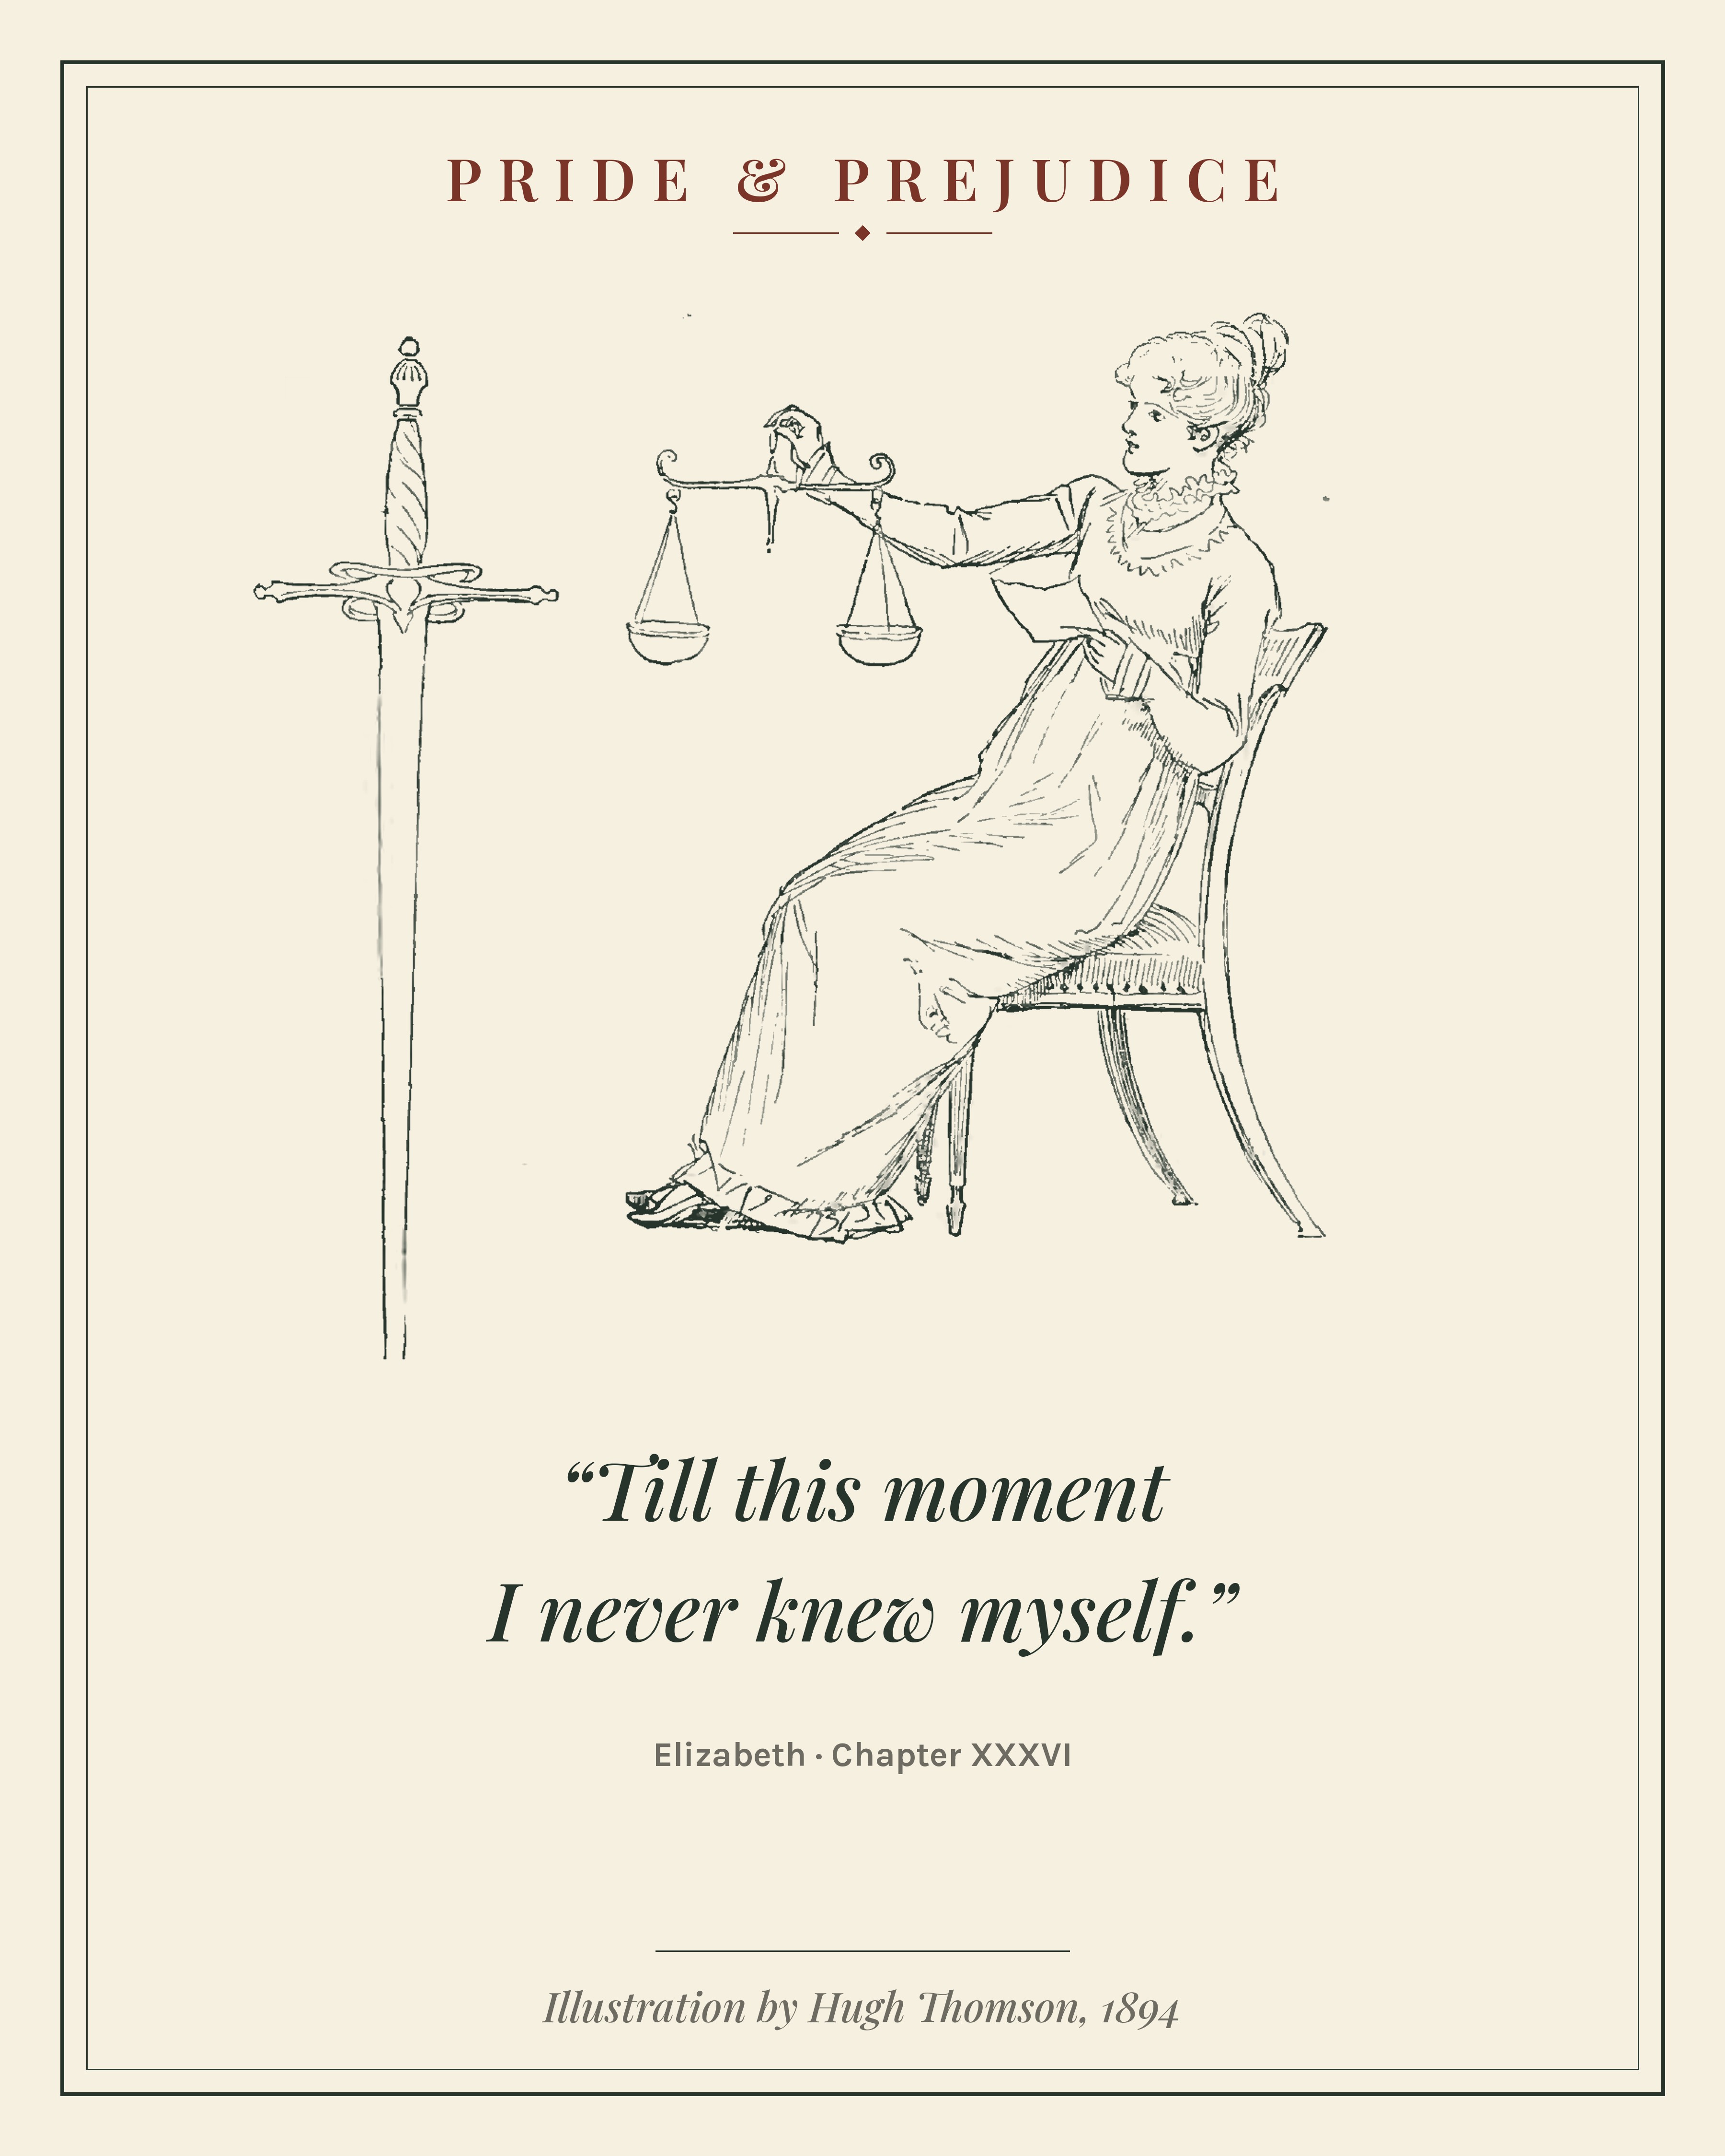 PRIDE & PREJUDICE
“Till this moment
I never knew myself.”
Elizabeth · Chapter XXXVI
Illustration by Hugh Thomson, 1894